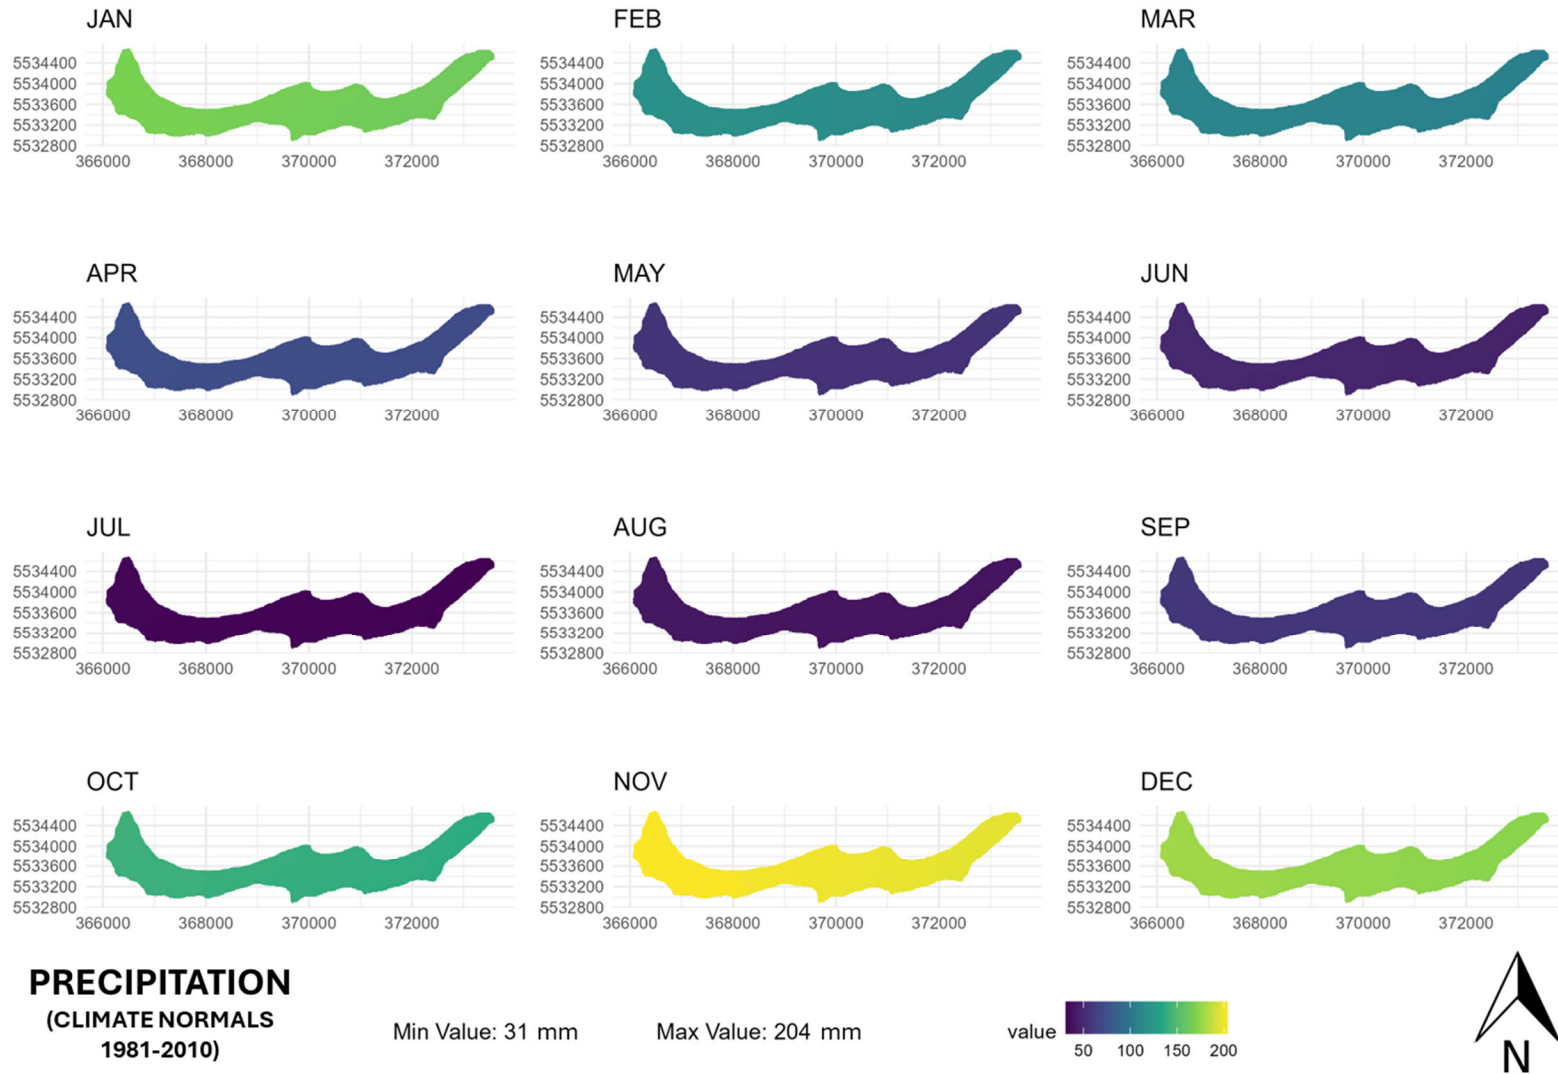 JAN FEB MAR
5534400 5534400 5534400
5534000 5534000 5534000
5533600 5533600 5533600
5533200 5533200 5533200
5532800 5532800 5532800
366000 368000 370000 372000 366000 368000 370000 372000 366000 368000 370000 372000
APR MAY JUN
5534400 5534400 5534400
5534000 5534000 5534000
5533600 5533600 5533600
5533200 5533200 5533200
5532800 5532800 5532800
366000 368000 370000 372000 366000 368000 370000 372000 366000 368000 370000 372000
JUL AUG SEP
5534400 5534400 5534400
5534000 5534000 5534000
5533600 5533600 5533600
5533200 5533200 5533200
5532800 5532800 5532800
366000 368000 370000 372000 366000 368000 370000 372000 366000 368000 370000 372000
OCT NOV DEC
5534400 5534400 5534400
5534000 5534000 5534000
5533600 5533600 5533600
5533200 5533200 5533200
5532800 5532800 5532800
366000 368000 370000 372000 366000 368000 370000 372000 366000 368000 370000 372000
PRECIPITATION
(CLIMATE NORMALS
1981-2010)
Min Value: 31 mm Max Value: 204 mm
value
50 100 150 200
N